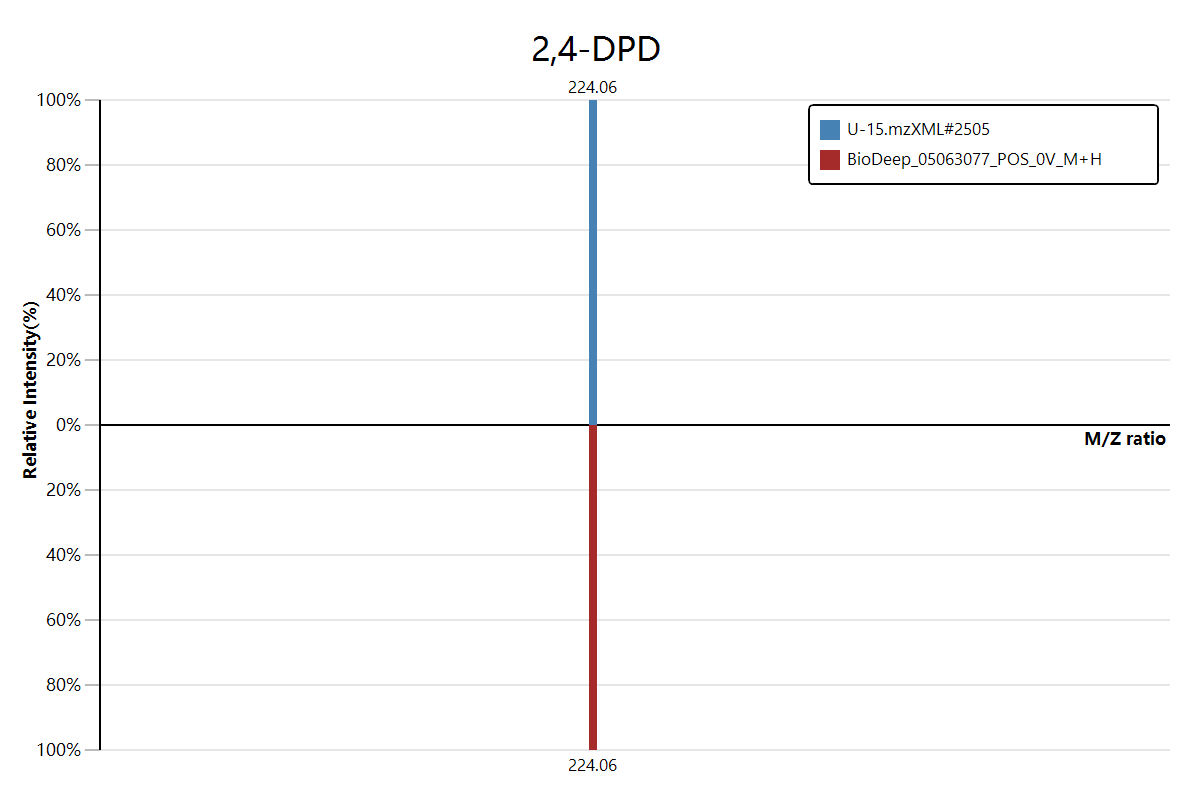 2,4-DPD
224.06
100%
80%
60%
40%
20%
0%
20%
40%
60%
80%
100%
Relative Intensity(%)
U-15.mzXML#2505
BioDeep_05063077_POS_0V_M+H
M/Z ratio
224.06